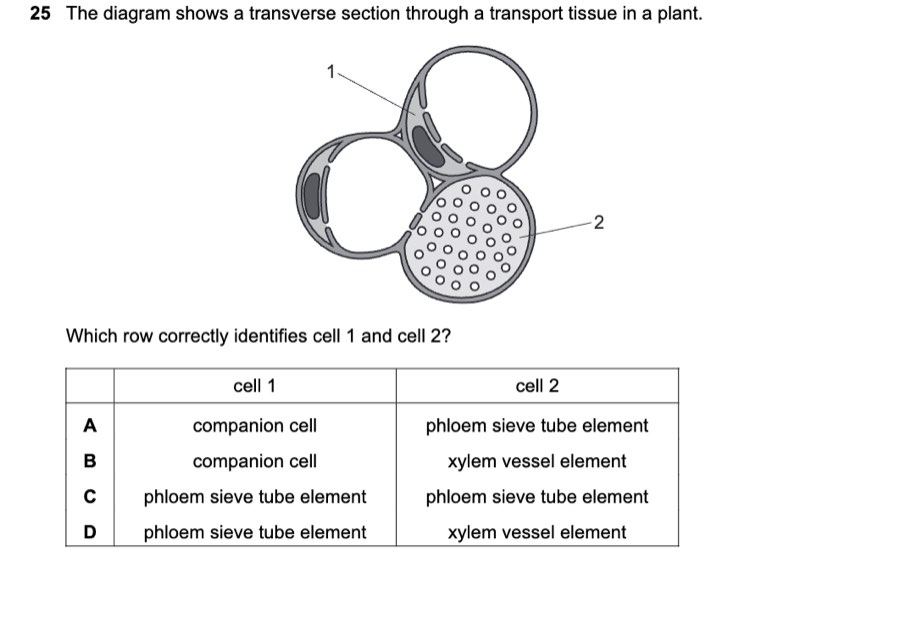 25 The diagram shows a transverse section through a transport tissue in a plant.
1
2
Which row correctly identifies cell 1 and cell 2?
cell 1 cell 2
A companion cell phloem sieve tube element
B companion cell xylem vessel element
C phloem sieve tube element phloem sieve tube element
D phloem sieve tube element xylem vessel element